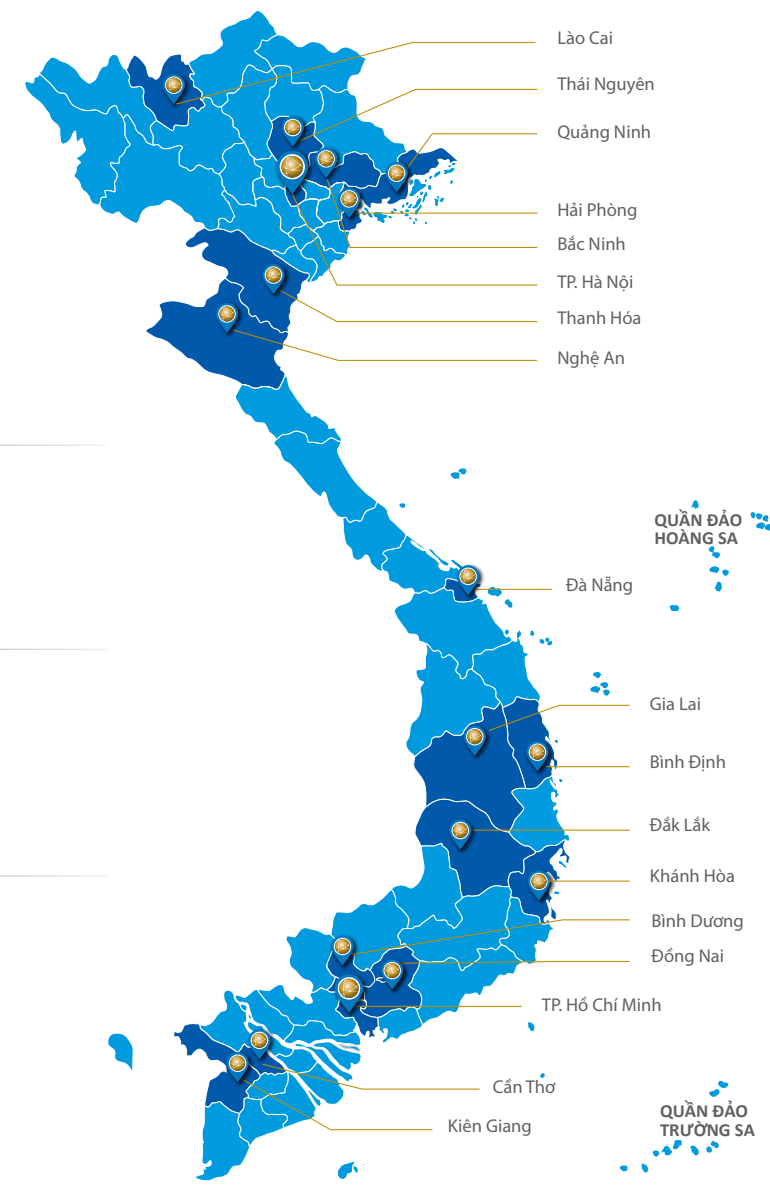 Lào Cai
Thái Nguyên
Quảng Ninh
Hải Phòng
Bắc Ninh
TP. Hà Nội
Thanh Hóa
Nghệ An
QUẦN ĐẢO
HOÀNG SA
Đà Nẵng
Gia Lai
Bình Định
Đắk Lắk
Khánh Hòa
Bình Dương
Đồng Nai
TP. Hồ Chí Minh
Cần Thơ
QUẦN ĐẢO
TRƯỜNG SA
Kiên Giang